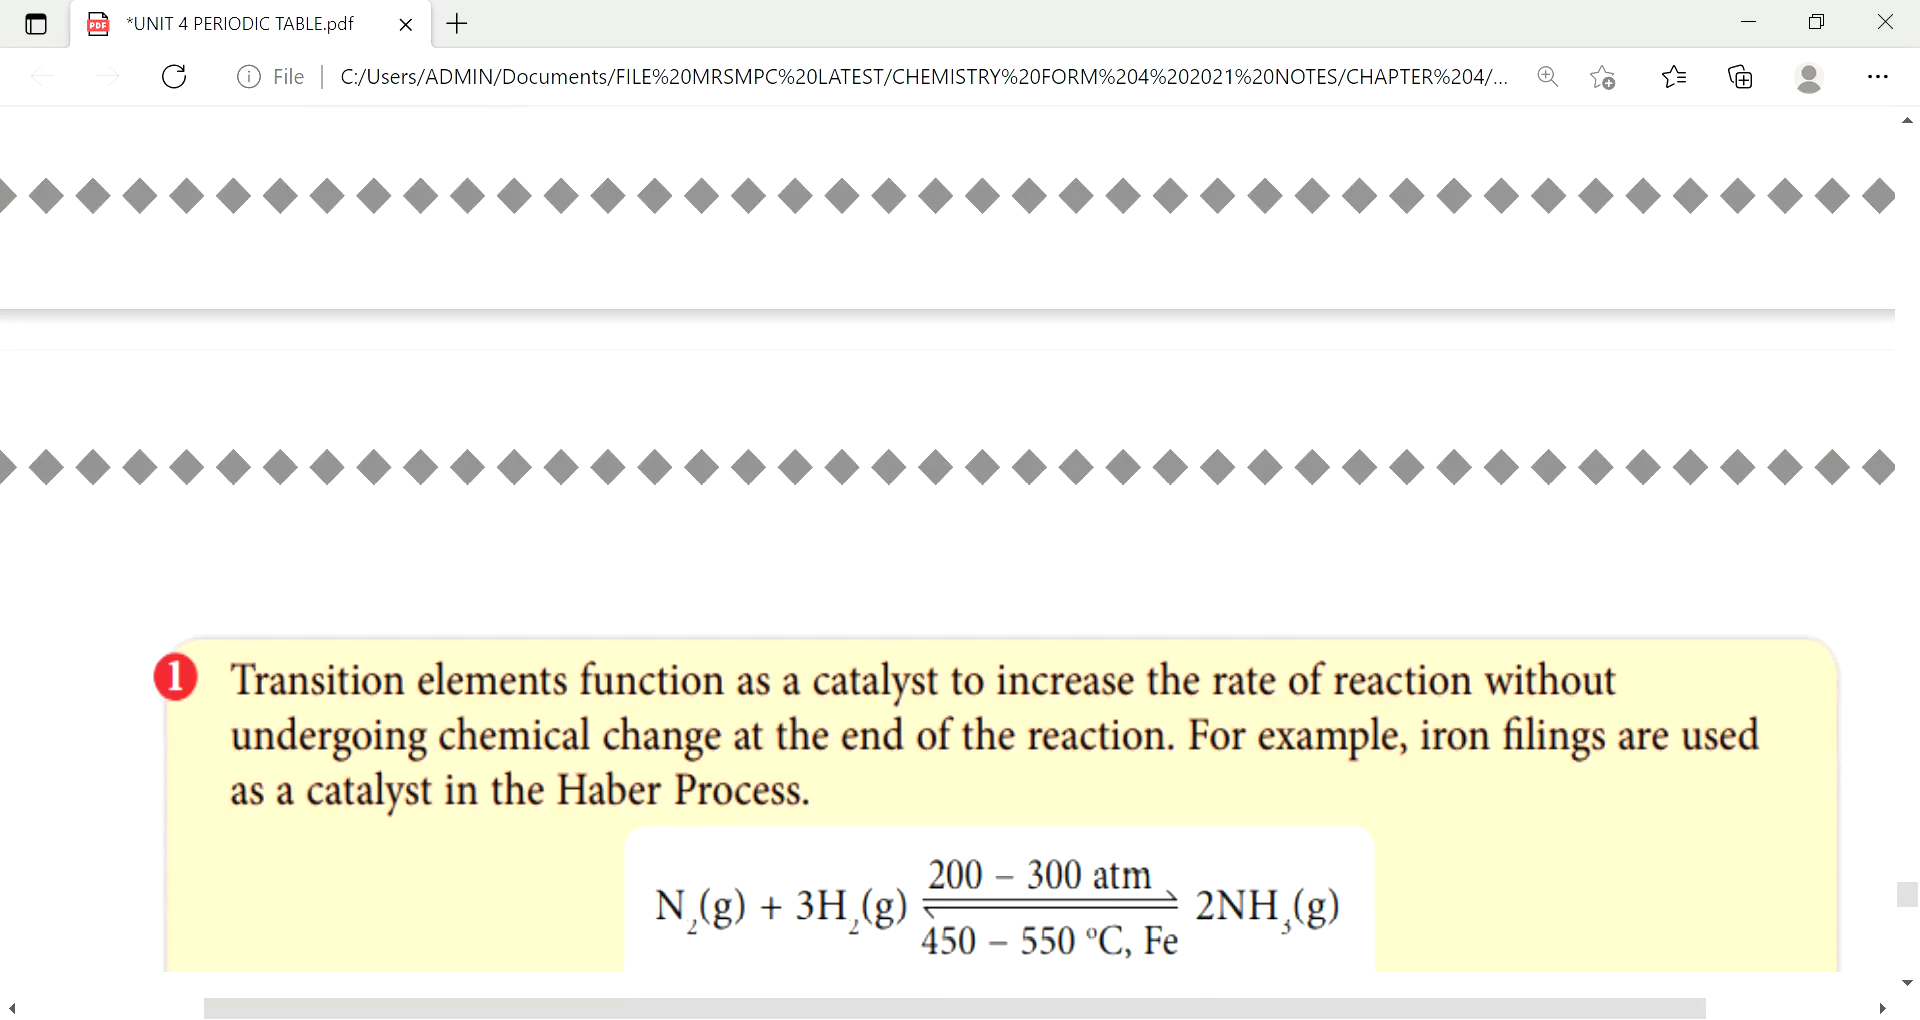 *UNIT 4 PERIODIC TABLE.pdf
File | C:/Users/ADMIN/Documents/FILE%20MRSMPC%20LATEST/CHEMISTRY%20FORM%204%202021%20NOTES/CHAPTER%204/...
1 Transition elements function as a catalyst to increase the rate of reaction without
undergoing chemical change at the end of the reaction. For example, iron filings are used
as a catalyst in the Haber Process.
200 – 300 atm
N₂(g) + 3H₂(g) ⇌ 2NH₃(g)
450 – 550 °C, Fe